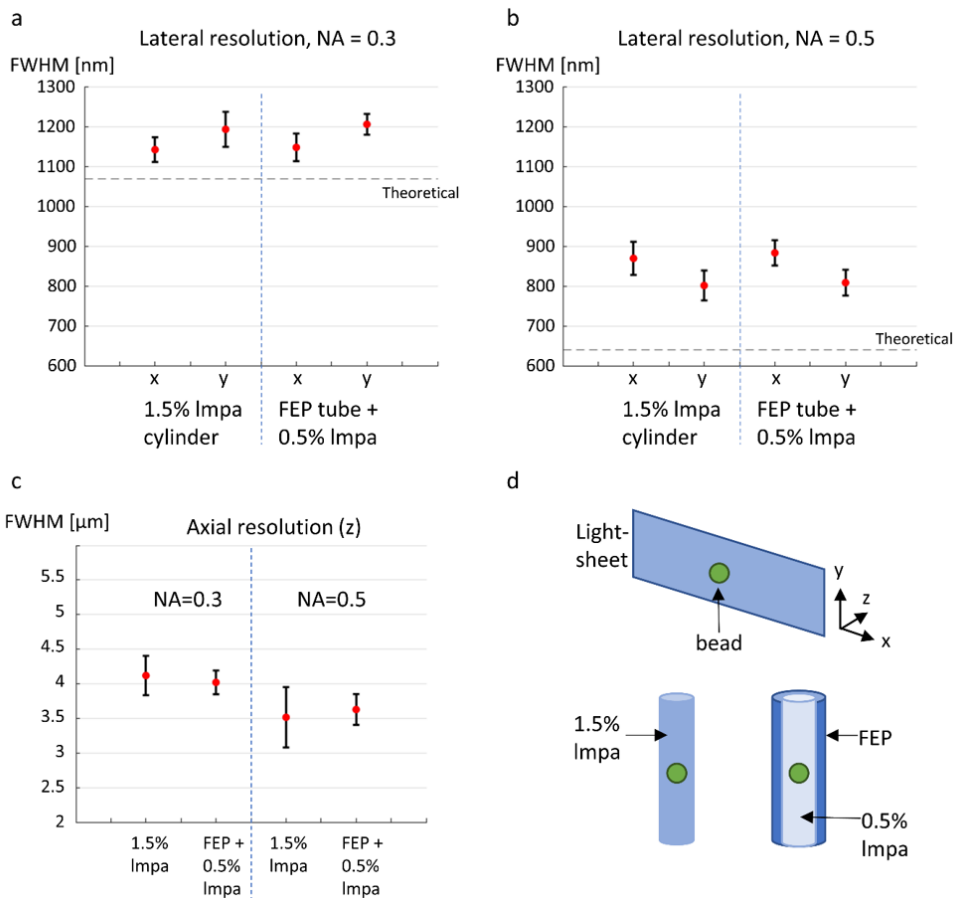 a
Lateral resolution, NA = 0.3
FWHM [nm]
1300
1200
1100
1000
900
800
700
600
Theoretical
x
y
x
y
1.5% lmpa
cylinder
FEP tube +
0.5% lmpa
b
Lateral resolution, NA = 0.5
FWHM [nm]
1300
1200
1100
1000
900
800
700
600
Theoretical
x
y
x
y
1.5% lmpa
cylinder
FEP tube +
0.5% lmpa
c
FWHM [µm]
Axial resolution (z)
5.5
5
4.5
4
3.5
3
2.5
2
NA=0.3
NA=0.5
1.5%
lmpa
FEP +
0.5%
lmpa
1.5%
lmpa
FEP +
0.5%
lmpa
d
Light-
sheet
bead
y
z
x
1.5%
lmpa
FEP
0.5%
lmpa